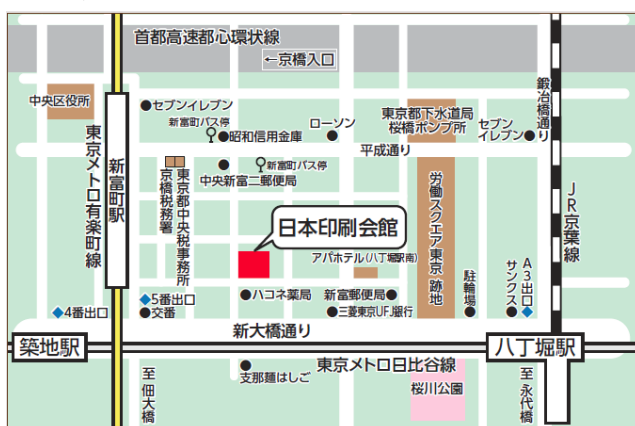 首都高速都心環状線
←京橋入口
中央区役所
セブンイレブン
新富町バス停
昭和信用金庫
ローソン
東京都下水道局
桜橋ポンプ所
セブン
イレブン
鍛冶橋通り
平成通り
新富町駅
東京メトロ有楽町線
京橋税務署
東京都中央税事務所
中央新富二郵便局
新富町バス停
日本印刷会館
アパホテル(八丁堀駅南)
労働スクエア東京 跡地
JR京葉線
ハコネ薬局
新富郵便局
駐輪場
サンクス
A3出口
4番出口
5番出口
交番
三菱東京UFJ銀行
新大橋通り
築地駅
八丁堀駅
東京メトロ日比谷線
支那麺はしご
桜川公園
至 佃大橋
至 永代橋